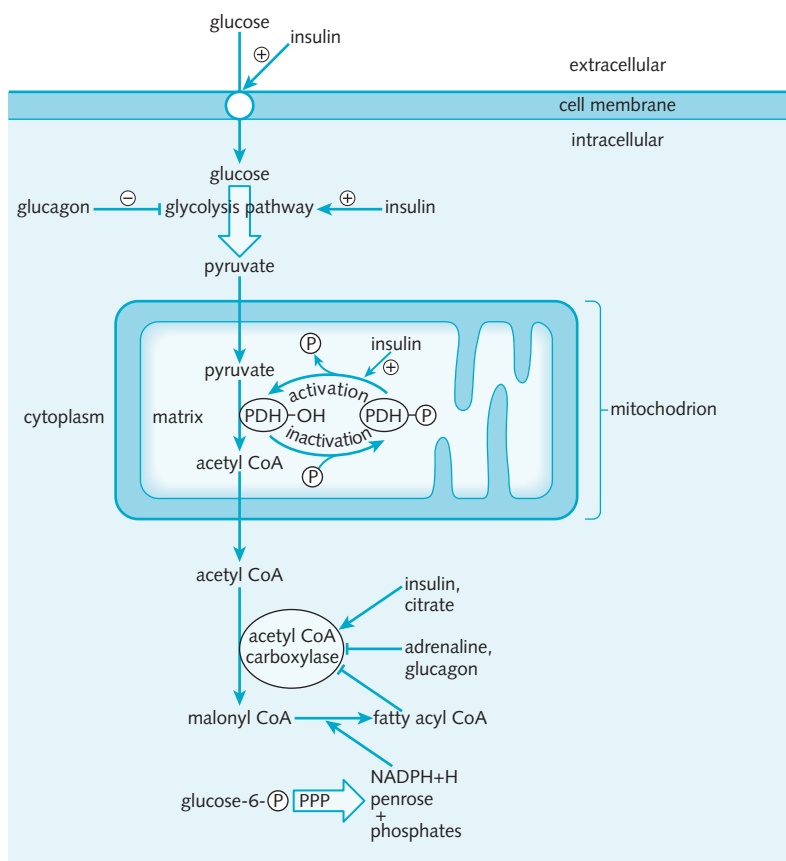 glucose
insulin
+
extracellular
cell membrane
intracellular
glucose
glucagon
−
glycolysis pathway
+
insulin
pyruvate
P
insulin
+
pyruvate
activation
cytoplasm
matrix
PDH
OH
PDH
P
mitochodrion
inactivation
acetyl CoA
P
acetyl CoA
insulin,
citrate
acetyl CoA
carboxylase
adrenaline,
glucagon
malonyl CoA
fatty acyl CoA
NADPH+H
glucose-6-P
PPP
penrose
+
phosphates